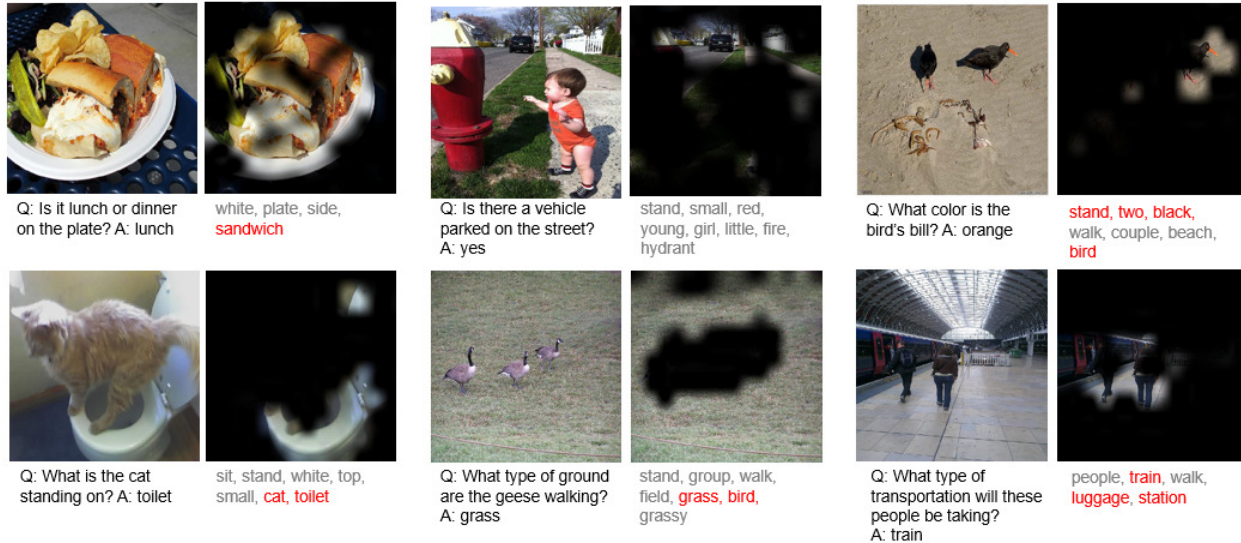 Q: Is it lunch or dinner
on the plate? A: lunch
white, plate, side,
sandwich
Q: Is there a vehicle
parked on the street?
A: yes
stand, small, red,
young, girl, little, fire,
hydrant
Q: What color is the
bird's bill? A: orange
stand, two, black,
walk, couple, beach,
bird
Q: What is the cat
standing on? A: toilet
sit, stand, white, top,
small, cat, toilet
Q: What type of ground
are the geese walking?
A: grass
stand, group, walk,
field, grass, bird,
grassy
Q: What type of
transportation will these
people be taking?
A: train
people, train, walk,
luggage, station